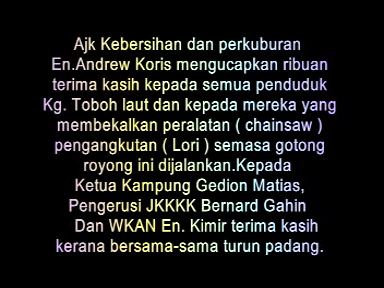 Ajk Kebersihan dan perkuburan
En.Andrew Koris mengucapkan ribuan
terima kasih kepada semua penduduk
Kg. Toboh laut dan kepada mereka yang
membekalkan peralatan ( chainsaw )
pengangkutan ( Lori ) semasa gotong
royong ini dijalankan.Kepada
Ketua Kampung Gedion Matias,
Pengerusi JKKKK Bernard Gahin
Dan WKAN En. Kimir terima kasih
kerana bersama-sama turun padang.